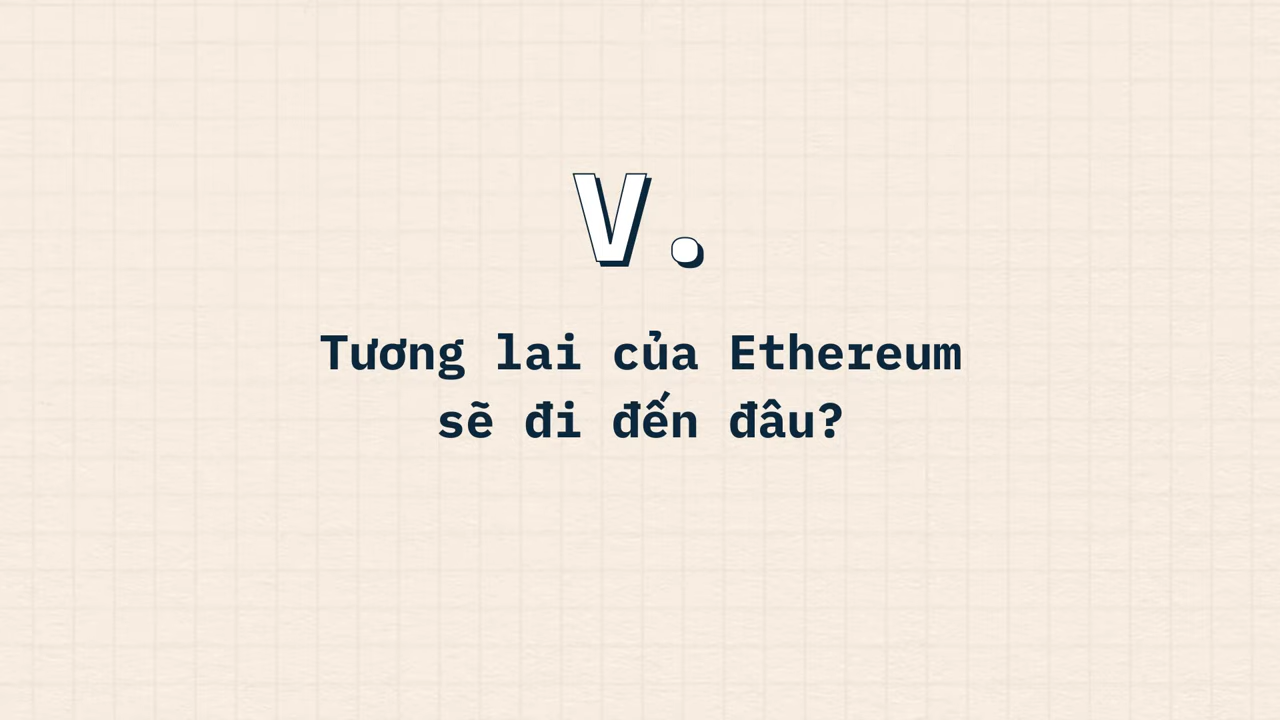 V.
Tương lai của Ethereum
sẽ đi đến đâu?